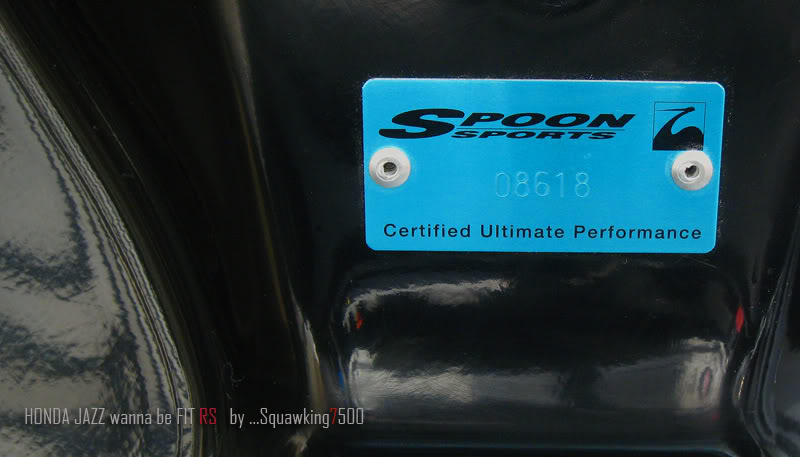 SPOON
SPORTS
08618
Certified Ultimate Performance
HONDA JAZZ wanna be FIT RS by ...Squawking7500